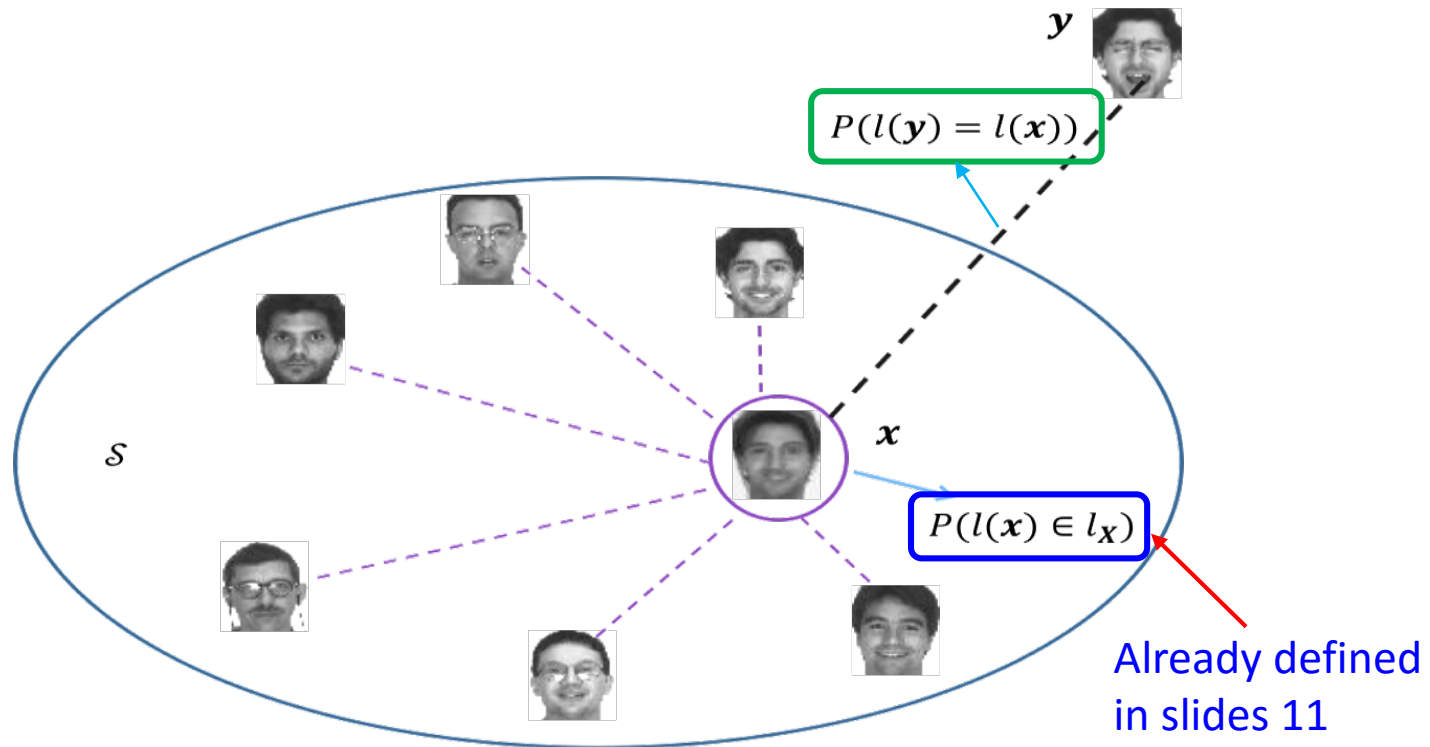 y
P(l(y) = l(x))
S
x
P(l(x) ∈ l_X)
Already defined
in slides 11